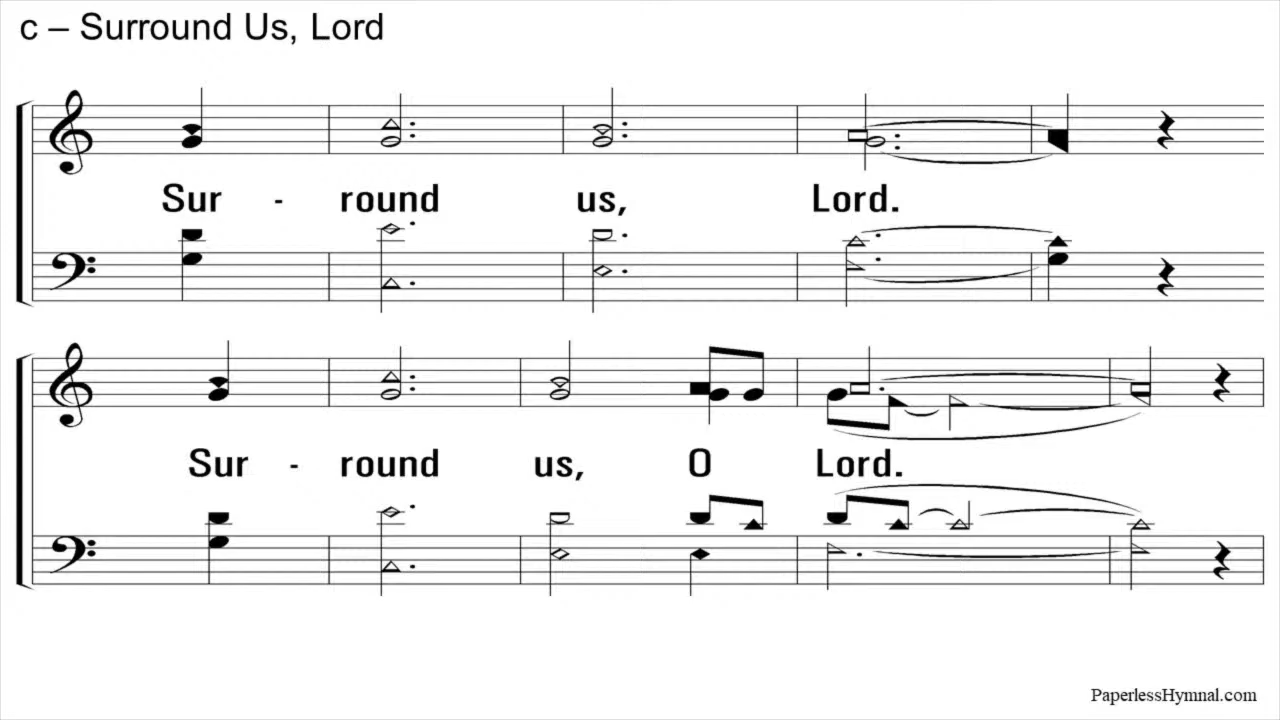 c – Surround Us, Lord
Sur - round us, Lord.
Sur - round us, O Lord.
PaperlessHymnal.com